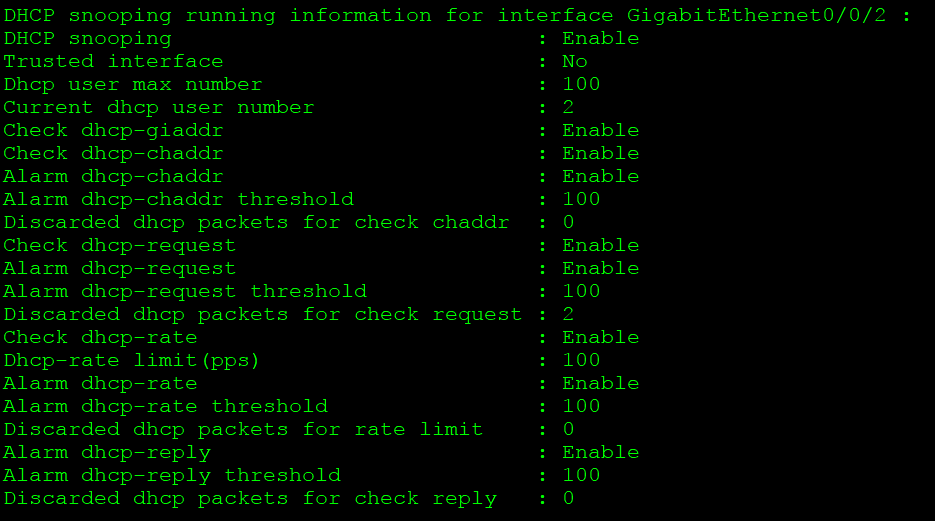 DHCP snooping running information for interface GigabitEthernet0/0/2 :
DHCP snooping : Enable
Trusted interface : No
Dhcp user max number : 100
Current dhcp user number : 2
Check dhcp-giaddr : Enable
Check dhcp-chaddr : Enable
Alarm dhcp-chaddr : Enable
Alarm dhcp-chaddr threshold : 100
Discarded dhcp packets for check chaddr : 0
Check dhcp-request : Enable
Alarm dhcp-request : Enable
Alarm dhcp-request threshold : 100
Discarded dhcp packets for check request : 2
Check dhcp-rate : Enable
Dhcp-rate limit(pps) : 100
Alarm dhcp-rate : Enable
Alarm dhcp-rate threshold : 100
Discarded dhcp packets for rate limit : 0
Alarm dhcp-reply : Enable
Alarm dhcp-reply threshold : 100
Discarded dhcp packets for check reply : 0